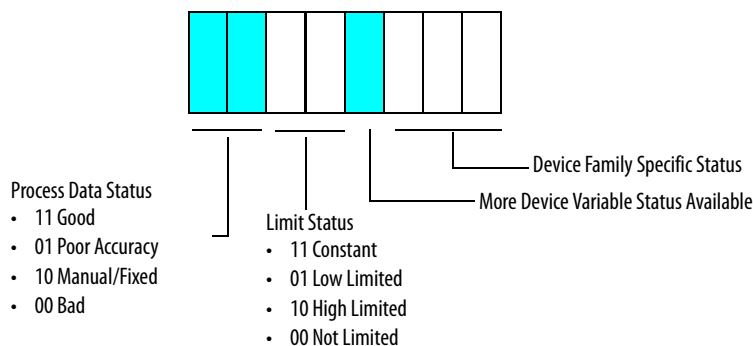 Device Family Specific Status
More Device Variable Status Available
Process Data Status
• 11 Good
• 01 Poor Accuracy
• 10 Manual/Fixed
• 00 Bad
Limit Status
• 11 Constant
• 01 Low Limited
• 10 High Limited
• 00 Not Limited